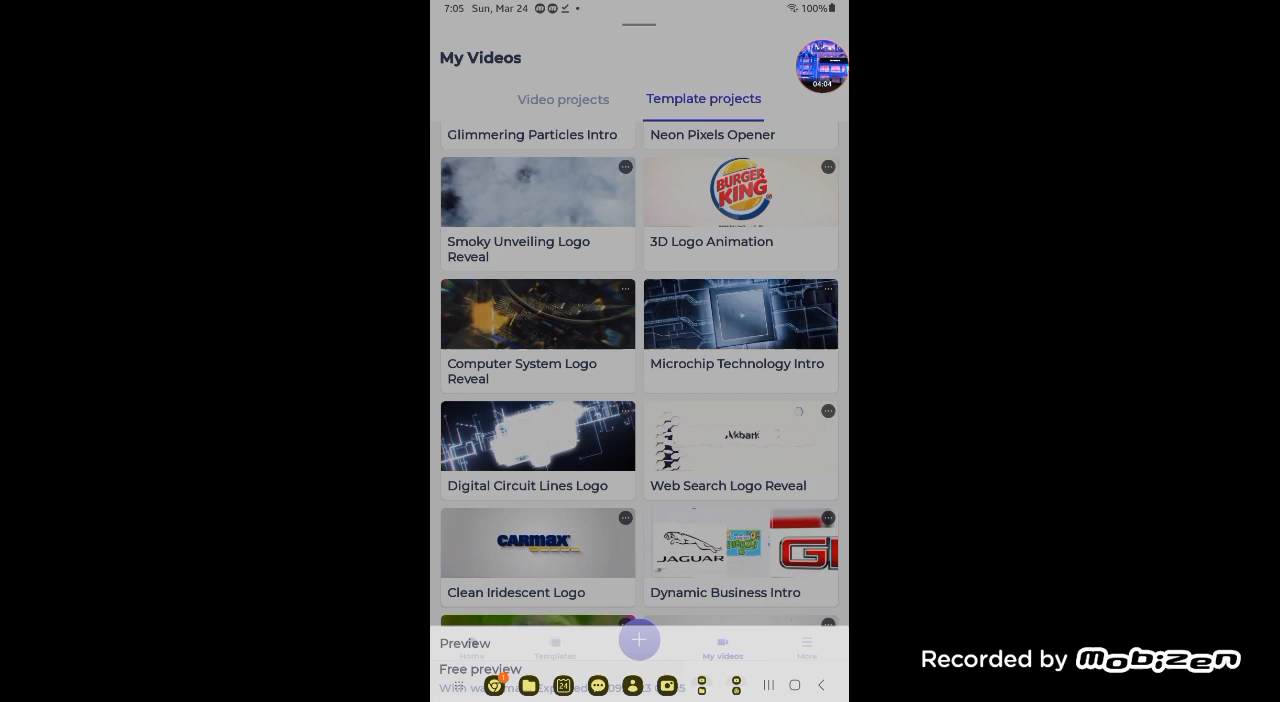 7:05 Sun, Mar 24
100%
My Videos
04:04
Video projects
Template projects
Glimmering Particles Intro
Neon Pixels Opener
BURGER
KING
Smoky Unveiling Logo
Reveal
3D Logo Animation
Computer System Logo
Reveal
Microchip Technology Intro
Digital Circuit Lines Logo
Web Search Logo Reveal
CARMAX
JAGUAR
Clean Iridescent Logo
Dynamic Business Intro
Preview
Home
Templates
+
My videos
More
Free preview
24
1
Recorded by mobizen